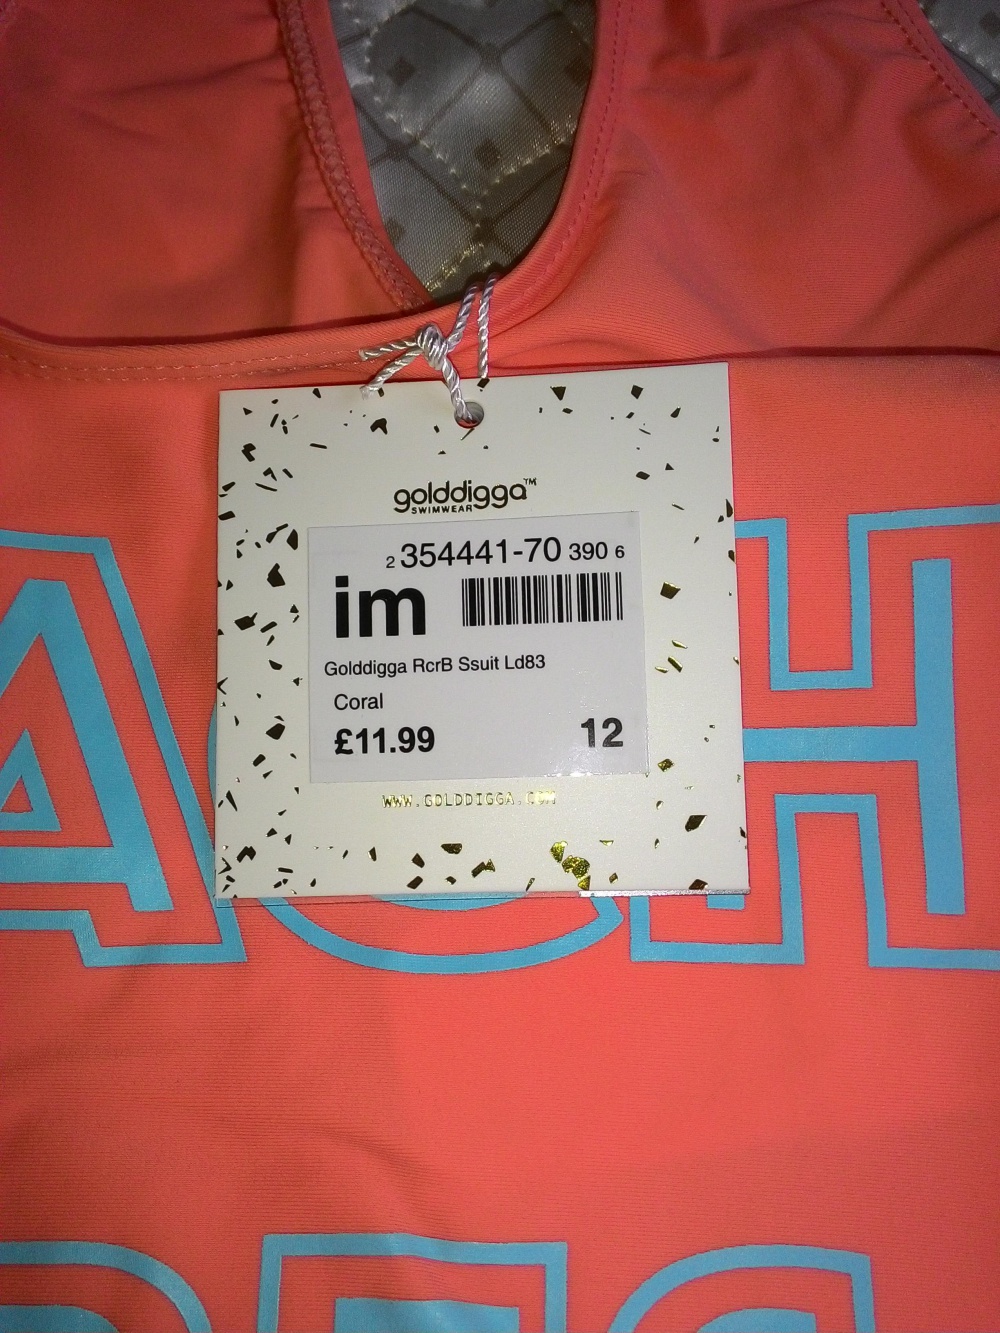 golddigga™
SWIMWEAR
2 354441-70 390 6
im
Golddigga RcrB Ssuit Ld83
Coral
£11.99 12
WWW.GOLDDIGGA.COM
ACH